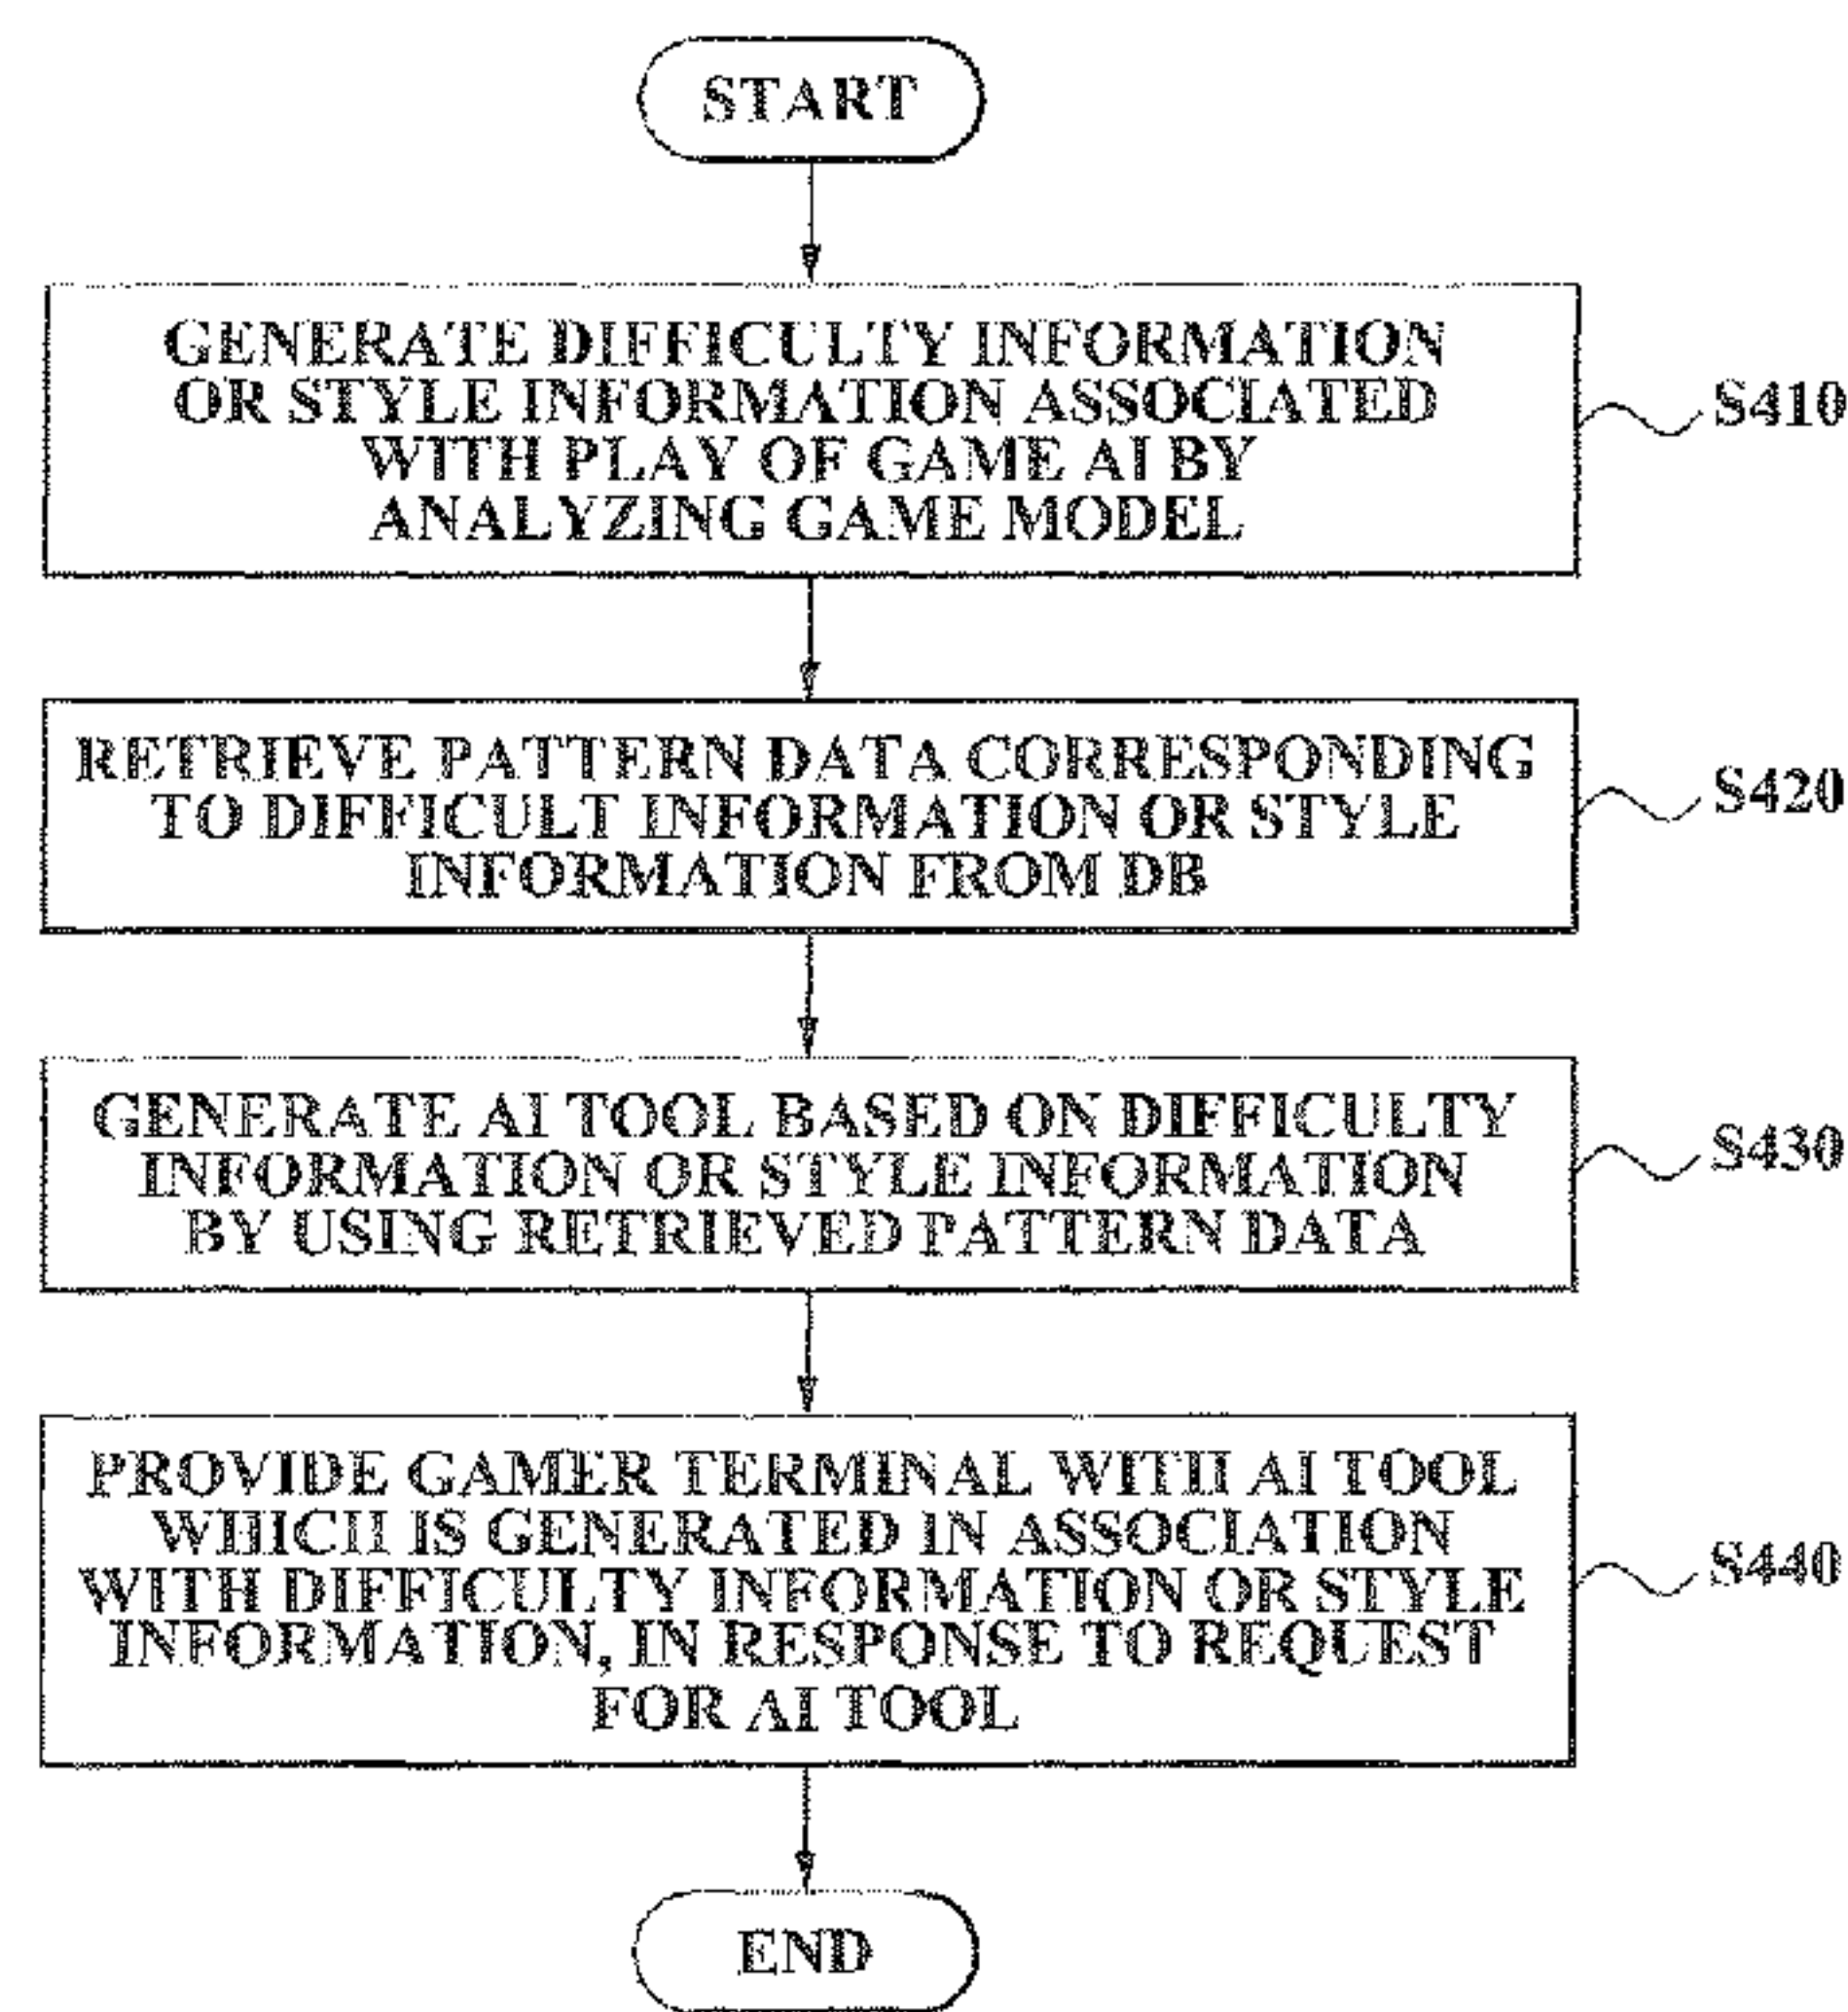 START
GENERATE DIFFICULTY INFORMATION
OR STYLE INFORMATION ASSOCIATED
WITH PLAY OF GAME AI BY
ANALYZING GAME MODEL
S410
RETRIEVE PATTERN DATA CORRESPONDING
TO DIFFICULT INFORMATION OR STYLE
INFORMATION FROM DB
S420
GENERATE AI TOOL BASED ON DIFFICULTY
INFORMATION OR STYLE INFORMATION
BY USING RETRIEVED PATTERN DATA
S430
PROVIDE GAMER TERMINAL WITH AI TOOL
WHICH IS GENERATED IN ASSOCIATION
WITH DIFFICULTY INFORMATION OR STYLE
INFORMATION, IN RESPONSE TO REQUEST
FOR AI TOOL
S440
END